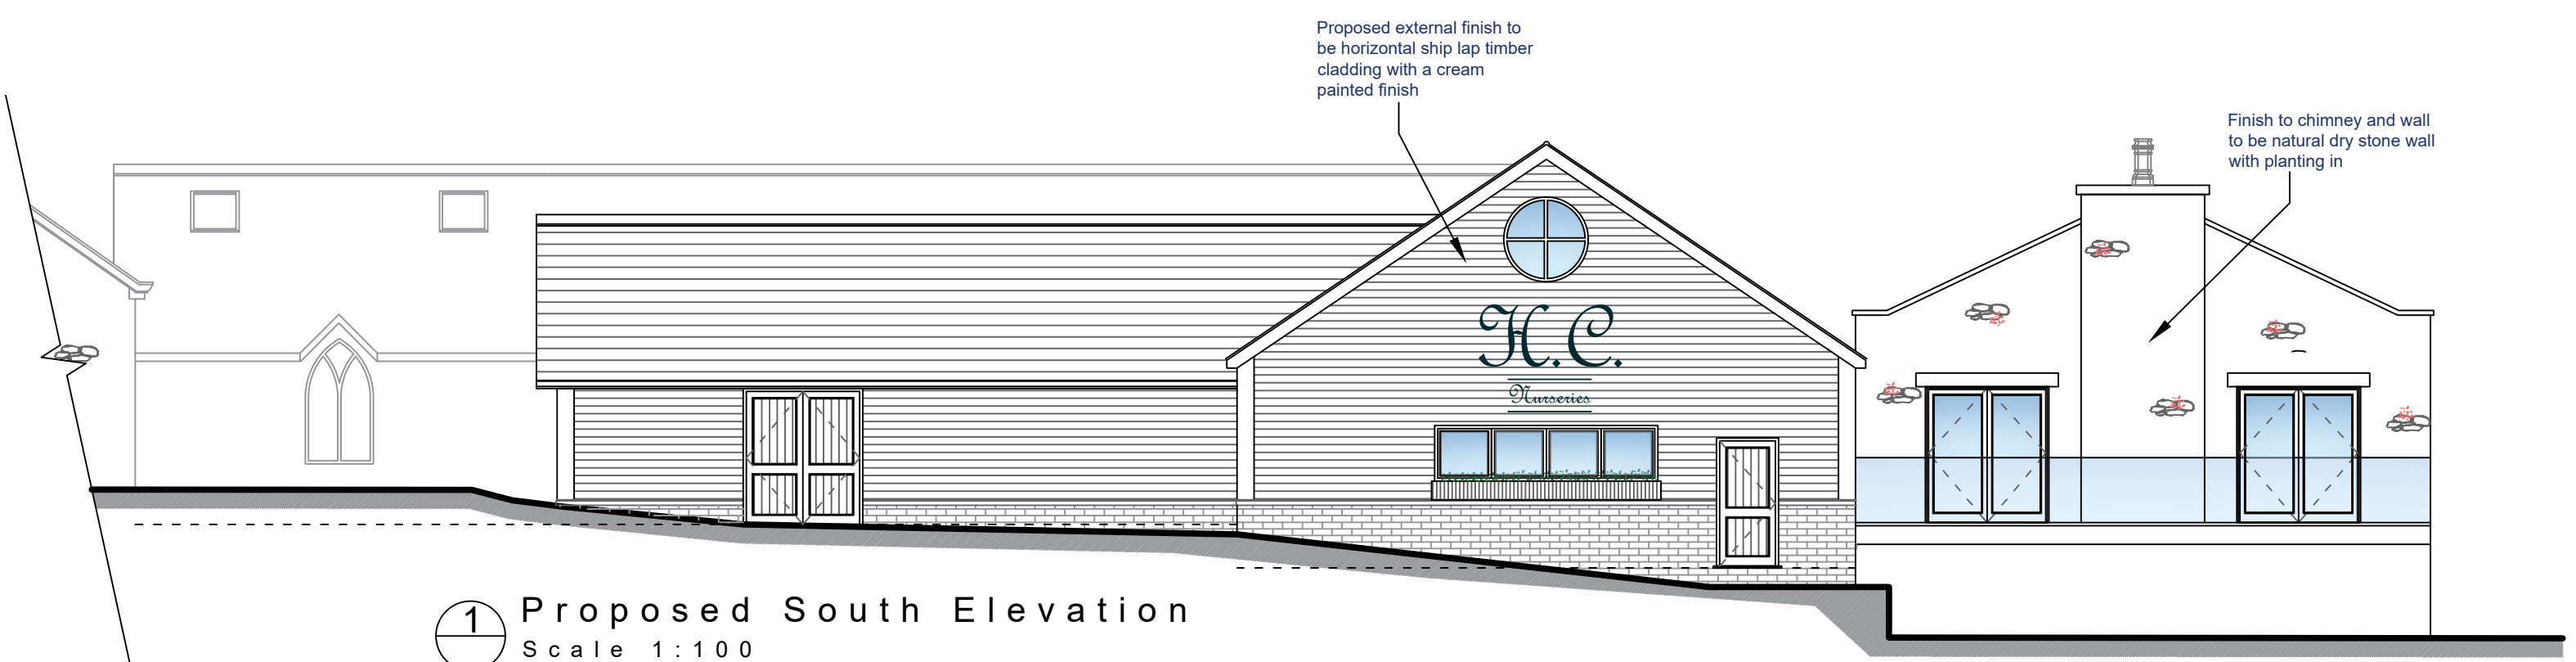 Proposed external finish to
be horizontal ship lap timber
cladding with a cream
painted finish
Finish to chimney and wall
to be natural dry stone wall
with planting in
H.C.
Nurseries
1
Proposed South Elevation
Scale 1:100